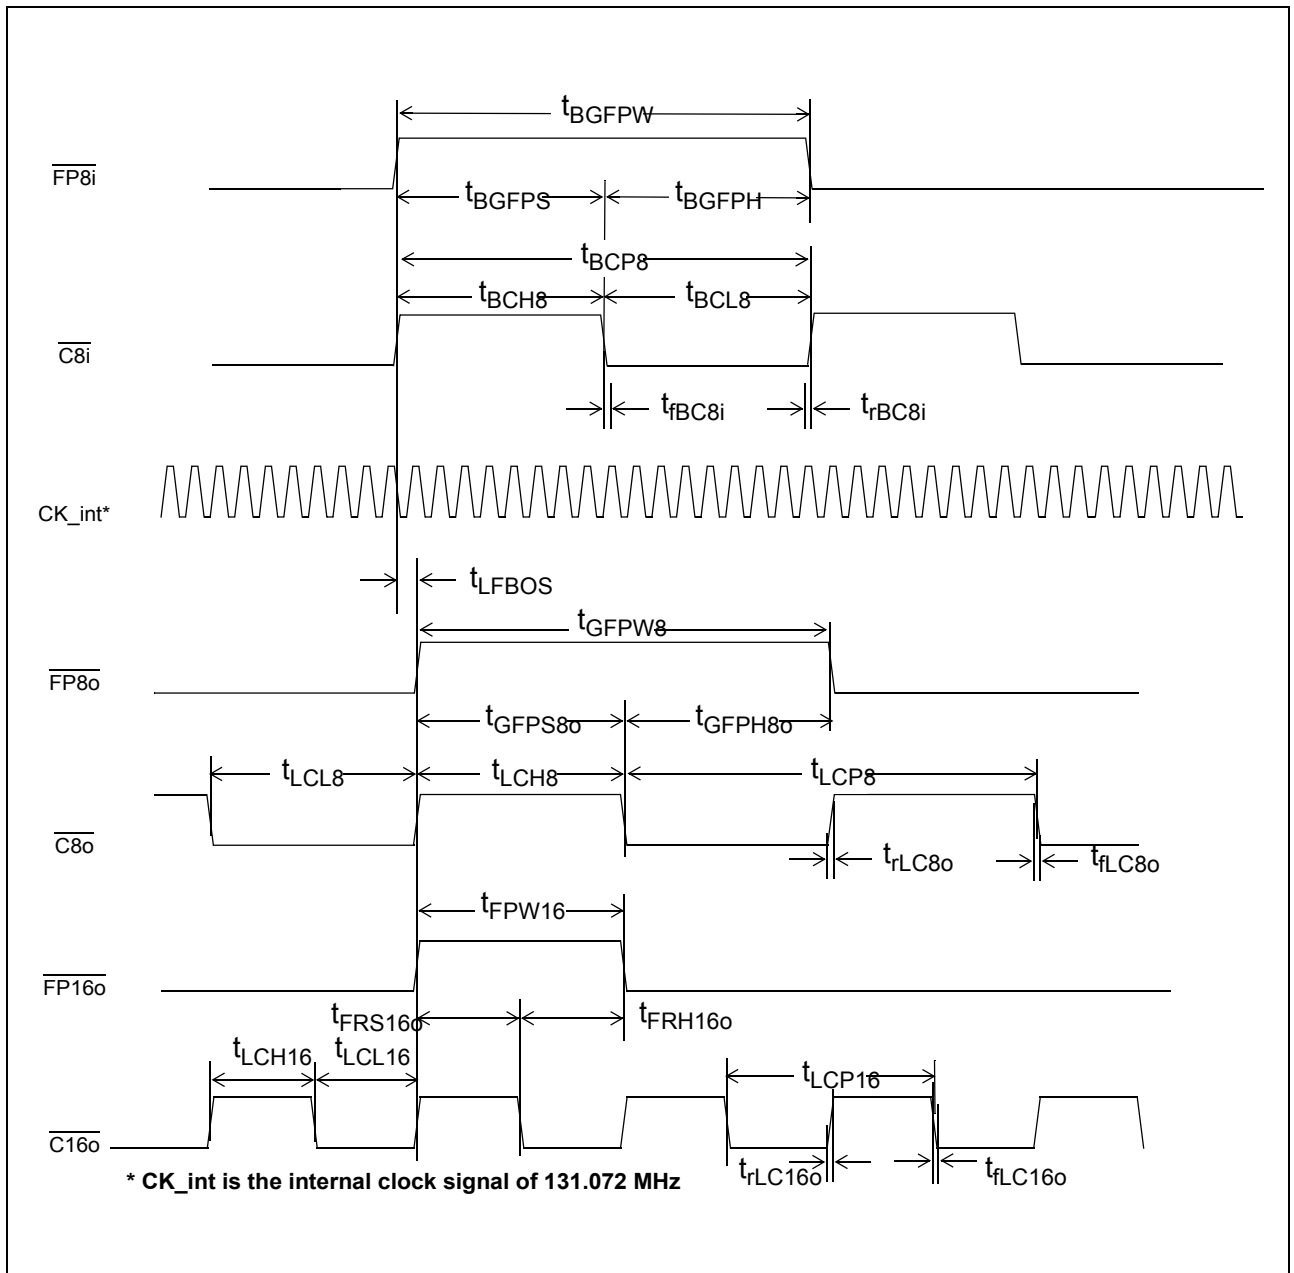 tBGFPW
FP8i
tBGFPS tBGFPH
tBCP8
tBCH8 tBCL8
C8i
tfBC8i trBC8i
CK_int*
tLFBOS
tGFPW8
FP8o
tGFPS8o tGFPH8o
tLCL8 tLCH8 tLCP8
C8o
trLC8o tfLC8o
tFPW16
FP16o
tFRS16o tFRH16o
tLCH16 tLCL16 tLCP16
C16o
trLC16o tfLC16o
* CK_int is the internal clock signal of 131.072 MHz